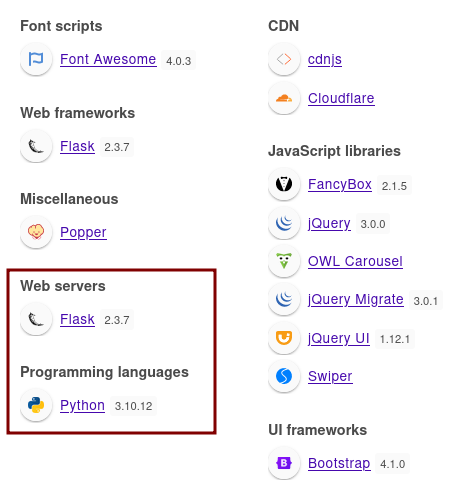 Font scripts
Font Awesome 4.0.3
Web frameworks
Flask 2.3.7
Miscellaneous
Popper
Web servers
Flask 2.3.7
Programming languages
Python 3.10.12
CDN
cdnjs
Cloudflare
JavaScript libraries
FancyBox 2.1.5
jQuery 3.0.0
OWL Carousel
jQuery Migrate 3.0.1
jQuery UI 1.12.1
Swiper
UI frameworks
Bootstrap 4.1.0